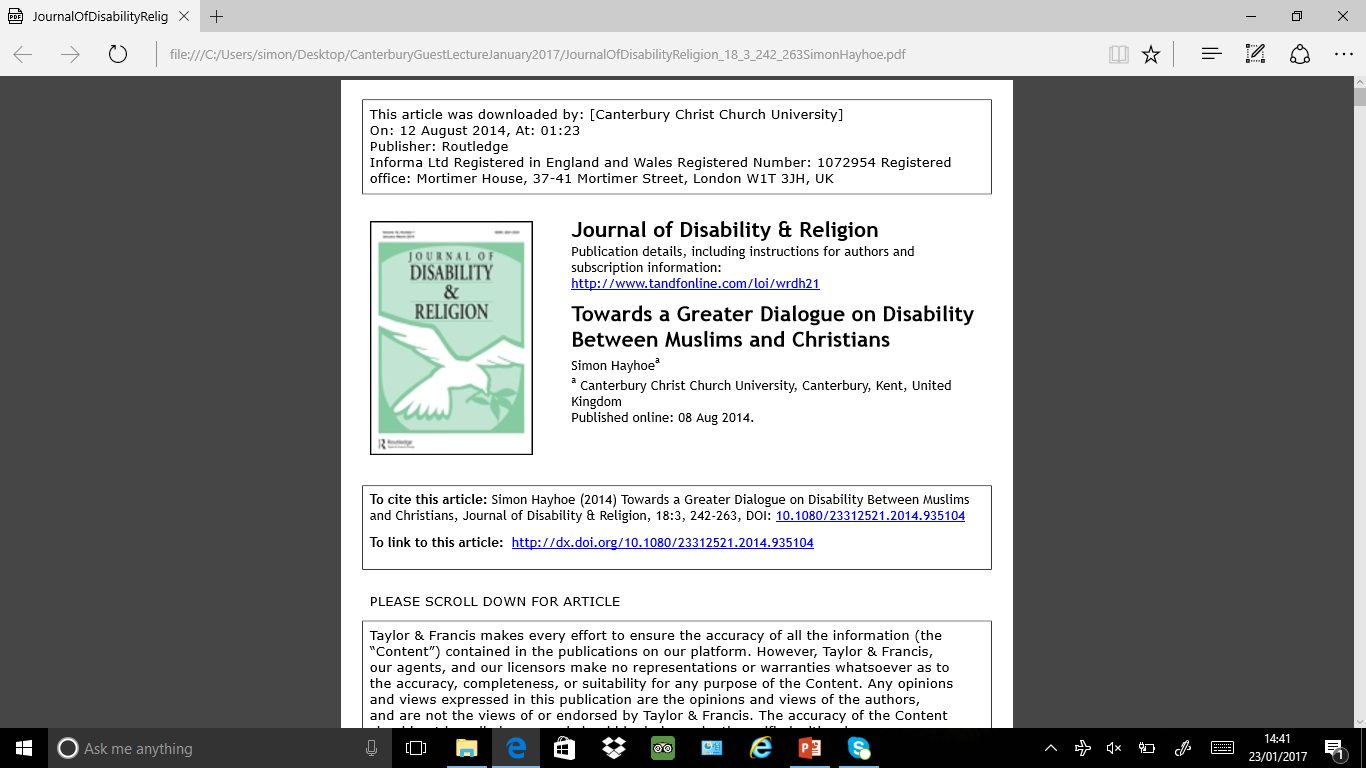 JournalOfDisabilityRelig
file:///C:/Users/simon/Desktop/CanterburyGuestLectureJanuary2017/JournalOfDisabilityReligion_18_3_242_263SimonHayhoe.pdf
This article was downloaded by: [Canterbury Christ Church University]
On: 12 August 2014, At: 01:23
Publisher: Routledge
Informa Ltd Registered in England and Wales Registered Number: 1072954 Registered
office: Mortimer House, 37-41 Mortimer Street, London W1T 3JH, UK
JOURNAL OF
DISABILITY
&
RELIGION
Routledge
Journal of Disability & Religion
Publication details, including instructions for authors and
subscription information:
http://www.tandfonline.com/loi/wrdh21
Towards a Greater Dialogue on Disability
Between Muslims and Christians
Simon Hayhoeª
ª Canterbury Christ Church University, Canterbury, Kent, United
Kingdom
Published online: 08 Aug 2014.
To cite this article: Simon Hayhoe (2014) Towards a Greater Dialogue on Disability Between Muslims
and Christians, Journal of Disability & Religion, 18:3, 242-263, DOI: 10.1080/23312521.2014.935104
To link to this article: http://dx.doi.org/10.1080/23312521.2014.935104
PLEASE SCROLL DOWN FOR ARTICLE
Taylor & Francis makes every effort to ensure the accuracy of all the information (the
“Content”) contained in the publications on our platform. However, Taylor & Francis,
our agents, and our licensors make no representations or warranties whatsoever as to
the accuracy, completeness, or suitability for any purpose of the Content. Any opinions
and views expressed in this publication are the opinions and views of the authors,
and are not the views of or endorsed by Taylor & Francis. The accuracy of the Content
Ask me anything
14:41
23/01/2017
1